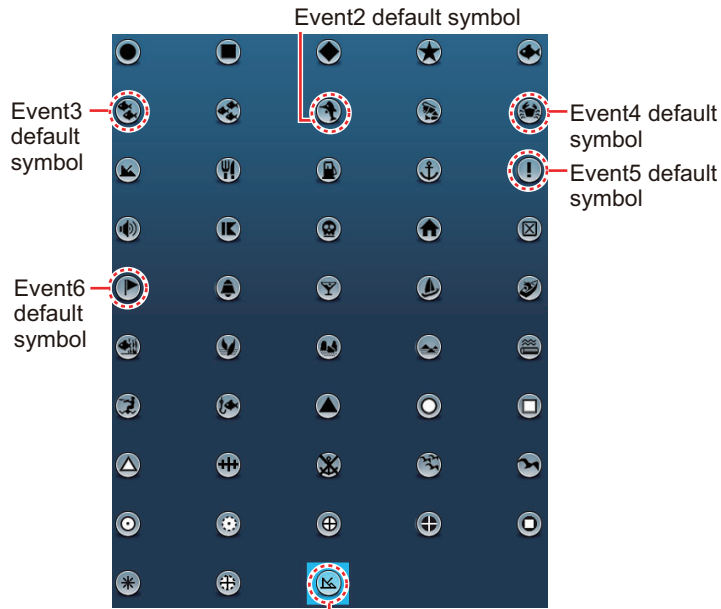 Event2 default symbol
Event3
default
symbol
Event4 default
symbol
Event5 default
symbol
Event6
default
symbol